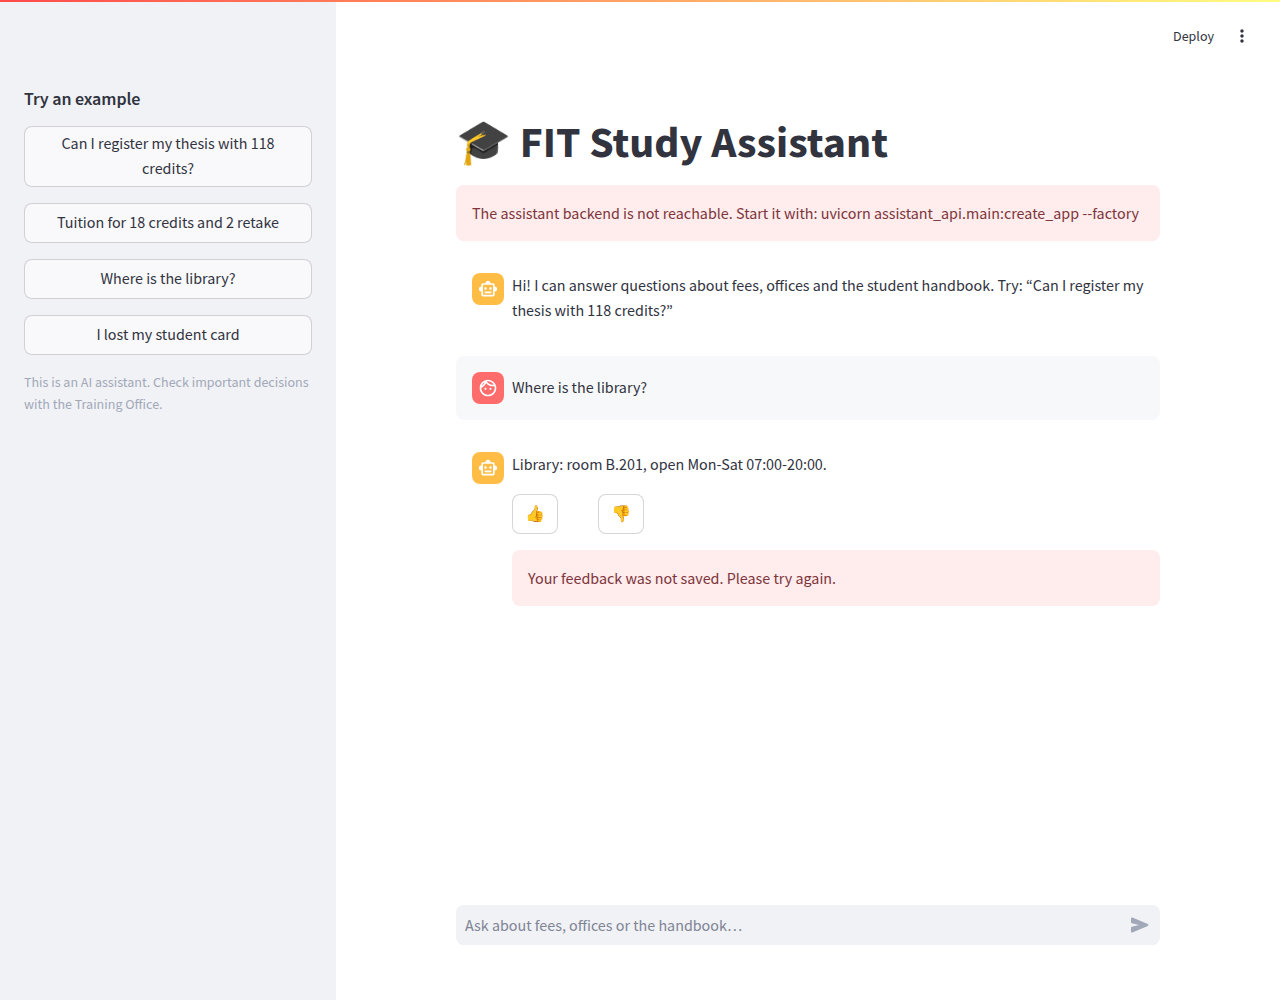 Deploy
Try an example
Can I register my thesis with 118
credits?
Tuition for 18 credits and 2 retake
Where is the library?
I lost my student card
This is an AI assistant. Check important decisions
with the Training Office.
🎓 FIT Study Assistant
The assistant backend is not reachable. Start it with: uvicorn assistant_api.main:create_app --factory
Hi! I can answer questions about fees, offices and the student handbook. Try: “Can I register my
thesis with 118 credits?”
Where is the library?
Library: room B.201, open Mon-Sat 07:00-20:00.
👍 👎
Your feedback was not saved. Please try again.
Ask about fees, offices or the handbook…